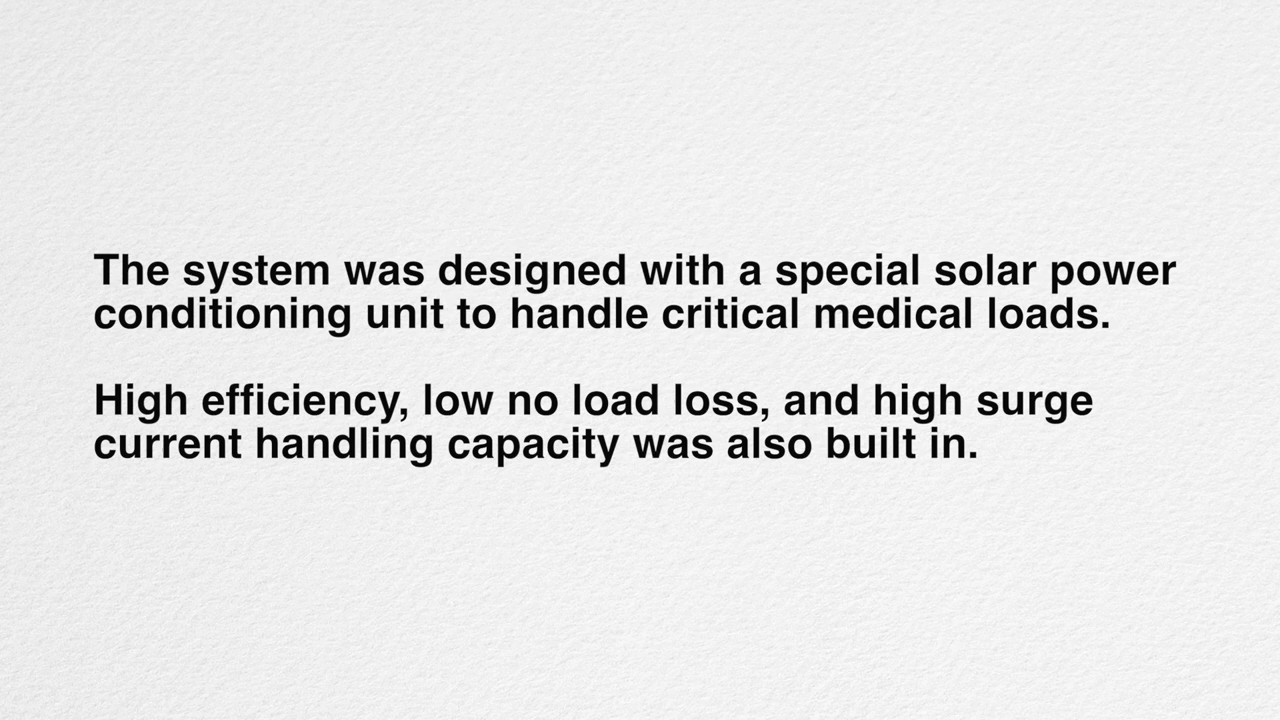 The system was designed with a special solar power
conditioning unit to handle critical medical loads.
High efficiency, low no load loss, and high surge
current handling capacity was also built in.